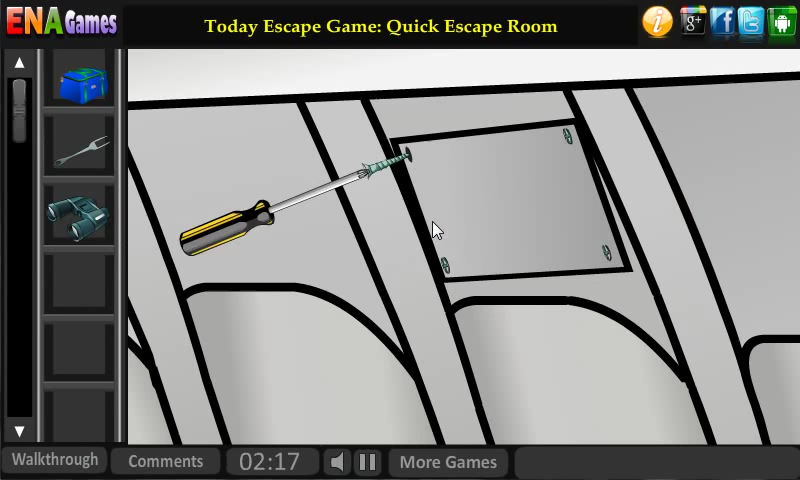 ENA Games
Today Escape Game: Quick Escape Room
i g+ f t
Walkthrough
Comments
02:17
More Games